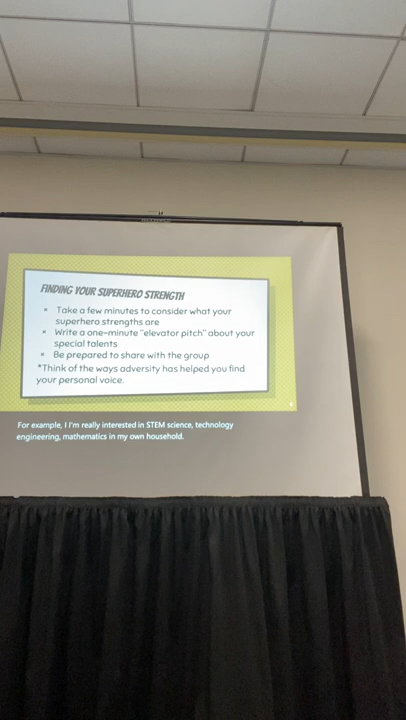 FINDING YOUR SUPERHERO STRENGTH
* Take a few minutes to consider what your
superhero strengths are
* Write a one-minute "elevator pitch" about your
special talents
* Be prepared to share with the group
*Think of the ways adversity has helped you find
your personal voice.
For example, I I'm really interested in STEM science, technology
engineering, mathematics in my own household.